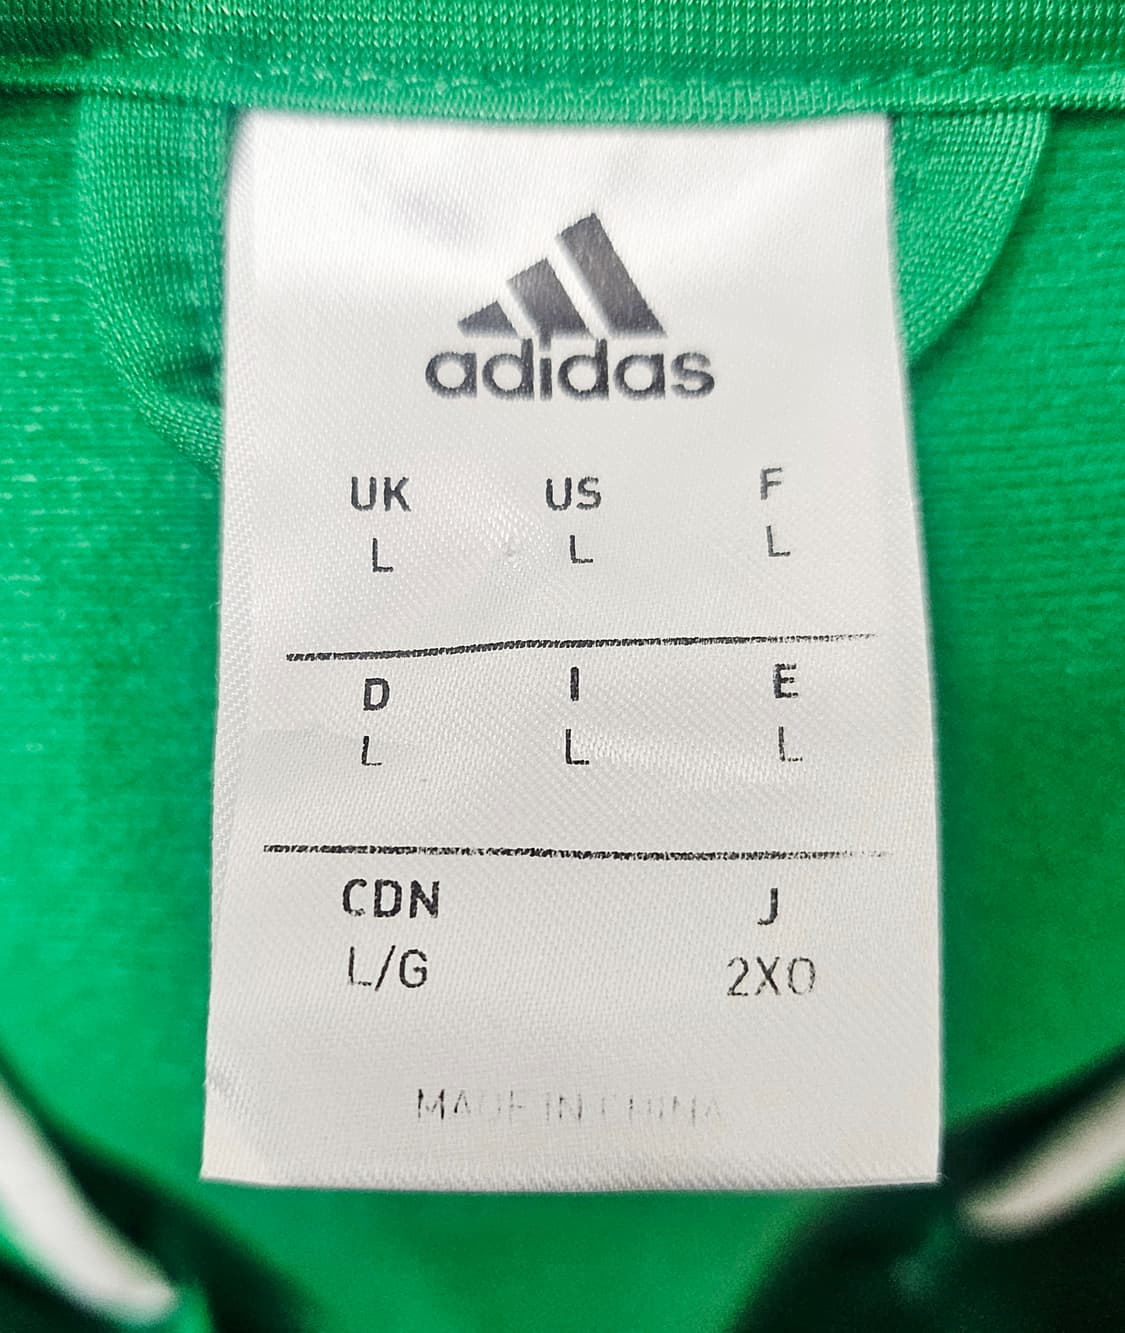 adidas
UK US F
L L L
D I E
L L L
CDN J
L/G 2XO
MADE IN CHINA